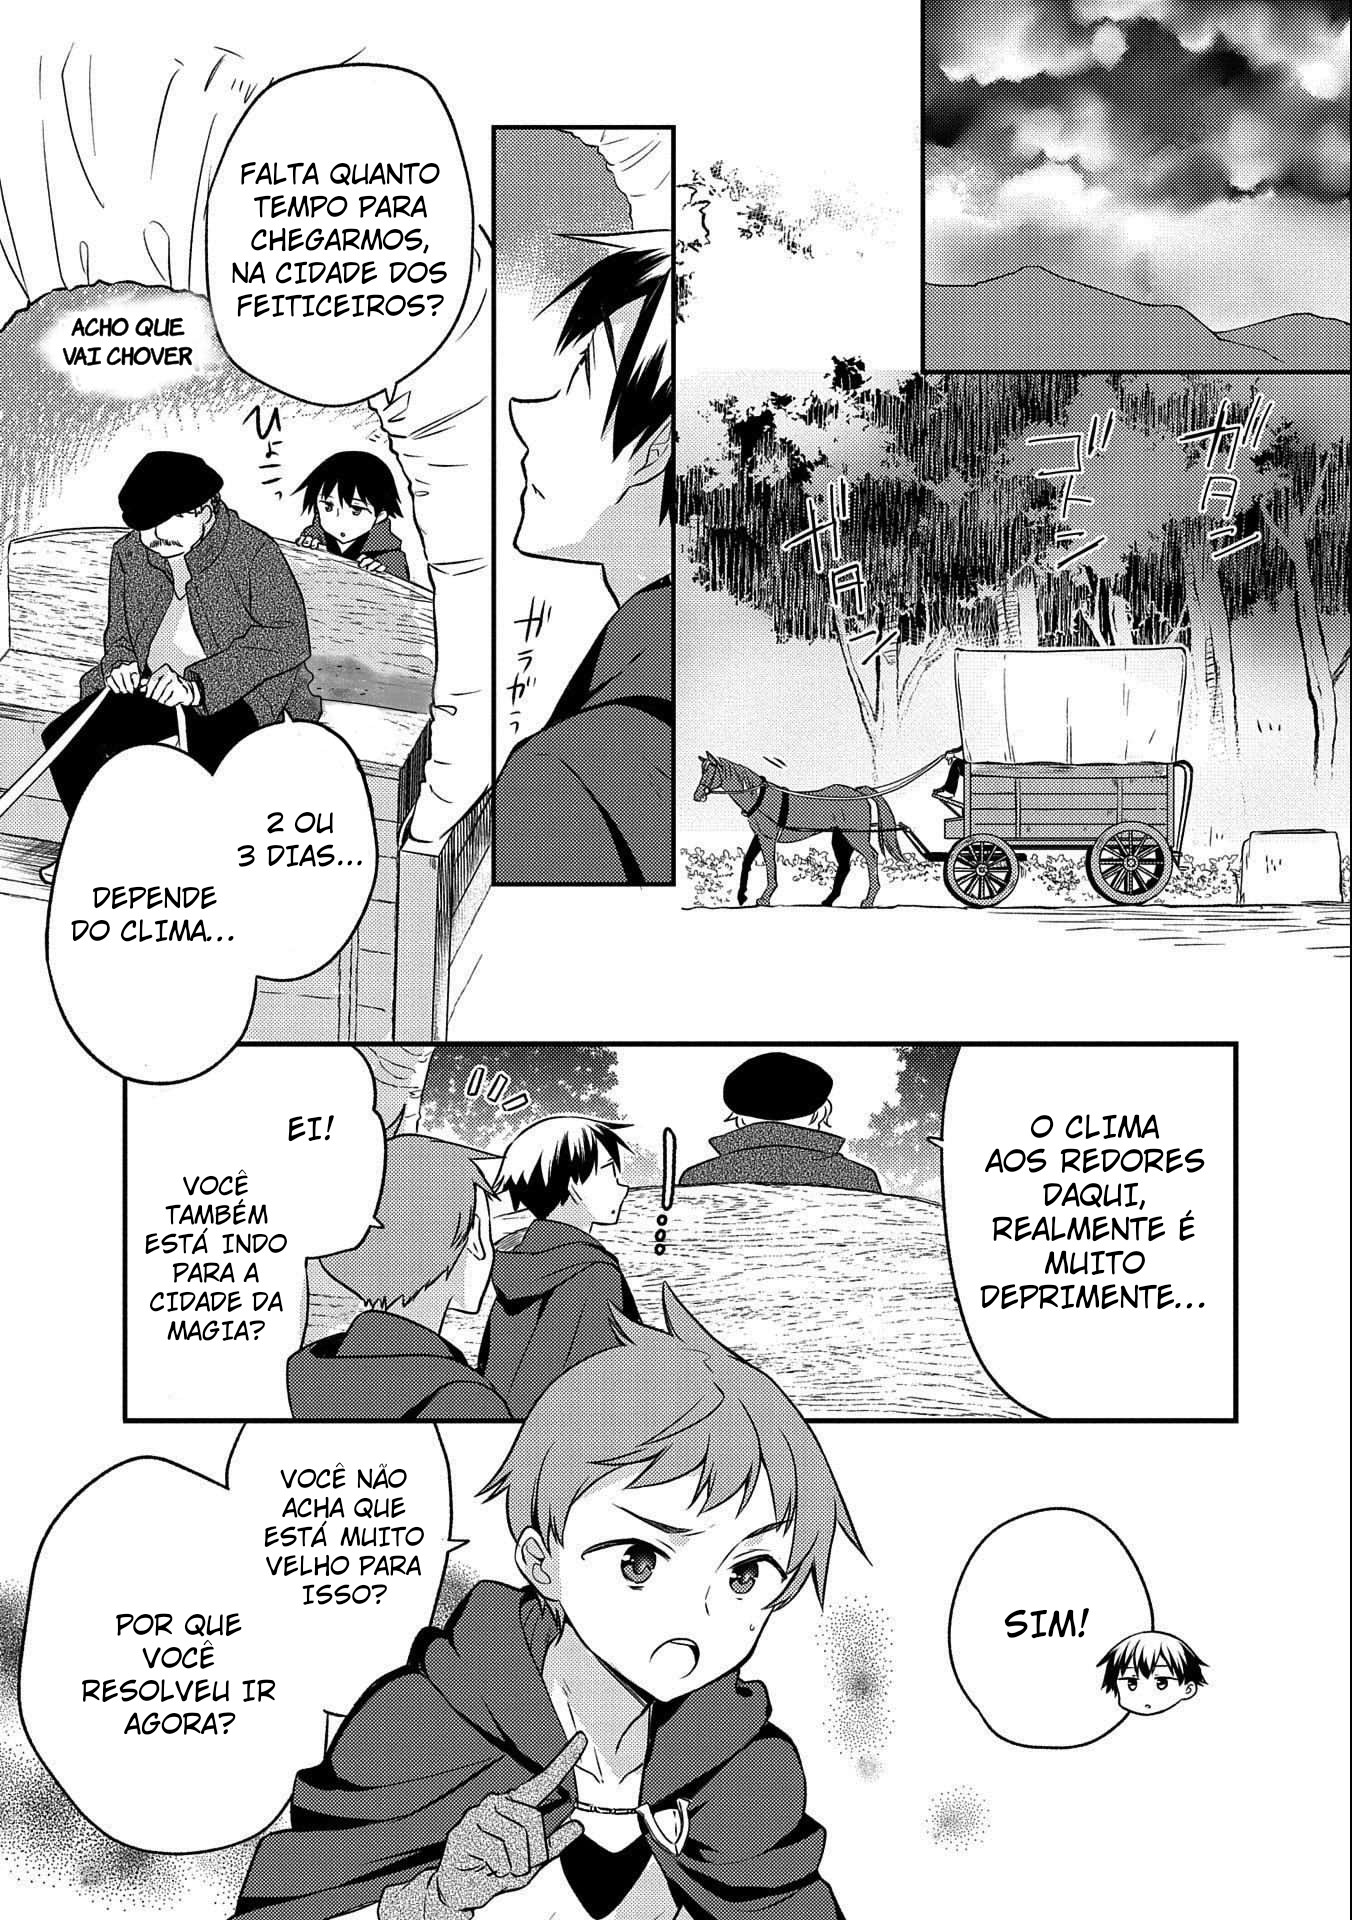 ガタン
ゴトン
ガタン
ガラ
ガラ
FALTA QUANTO
TEMPO PARA
CHEGARMOS,
NA CIDADE DOS
FEITICEIROS?
ACHO QUE
VAI CHOVER
ひょこ
2 OU
3 DIAS...
DEPENDE
DO CLIMA...
O CLIMA
AOS REDORES
DAQUI,
REALMENTE É
MUITO
DEPRIMENTE...
EI!
VOCÊ
TAMBÉM
ESTÁ INDO
PARA A
CIDADE DA
MAGIA?
SIM!
VOCÊ NÃO
ACHA QUE
ESTÁ MUITO
VELHO PARA
ISSO?
POR QUE
VOCÊ
RESOLVEU IR
AGORA?